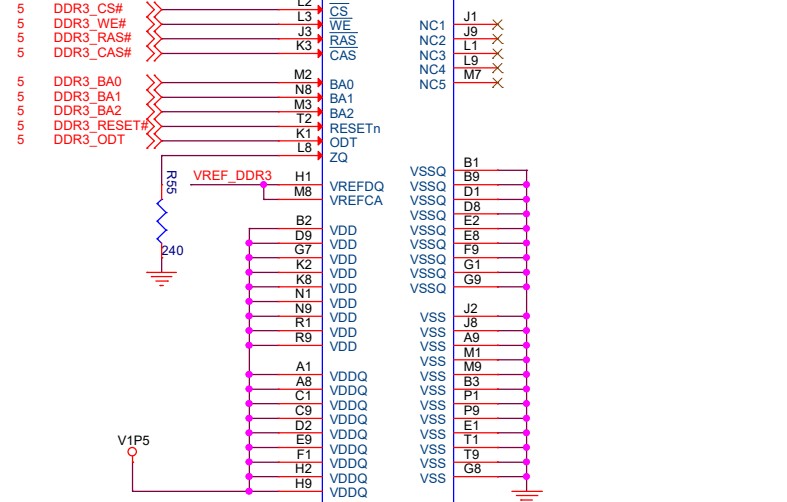 5 DDR3_CS# L2 CS
5 DDR3_WE# L3 WE
5 DDR3_RAS# J3 RAS
5 DDR3_CAS# K3 CAS
5 DDR3_BA0 M2 BA0
5 DDR3_BA1 N8 BA1
5 DDR3_BA2 M3 BA2
5 DDR3_RESET# T2 RESETn
5 DDR3_ODT K1 ODT
L8 ZQ
R55
240
VREF_DDR3 H1 VREFDQ
M8 VREFCA
B2 VDD
D9 VDD
G7 VDD
K2 VDD
K8 VDD
N1 VDD
N9 VDD
R1 VDD
R9 VDD
A1 VDDQ
A8 VDDQ
C1 VDDQ
C9 VDDQ
D2 VDDQ
E9 VDDQ
F1 VDDQ
H2 VDDQ
H9 VDDQ
V1P5
NC1 J1
NC2 J9
NC3 L1
NC4 L9
NC5 M7
VSSQ B1
VSSQ B9
VSSQ D1
VSSQ D8
VSSQ E2
VSSQ E8
VSSQ F9
VSSQ G1
VSSQ G9
VSS J2
VSS J8
VSS A9
VSS M1
VSS M9
VSS B3
VSS P1
VSS P9
VSS E1
VSS T1
VSS T9
VSS G8